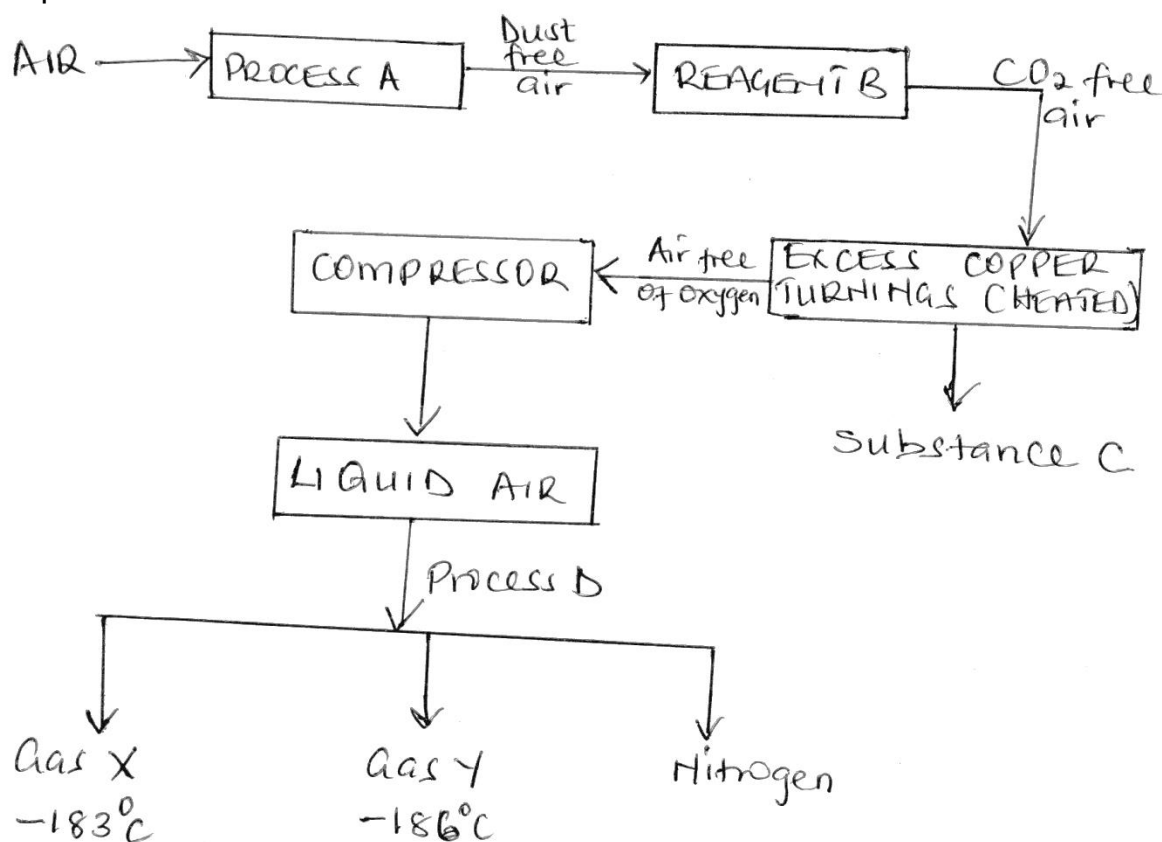 AIR
PROCESS A
Dust
free
air
REAGENT B
CO2 free
air
COMPRESSOR
Air free
of oxygen
EXCESS COPPER
TURNINGS (HEATED)
Substance C
LIQUID AIR
Process D
Gas X
-183°C
Gas Y
-186°C
Nitrogen